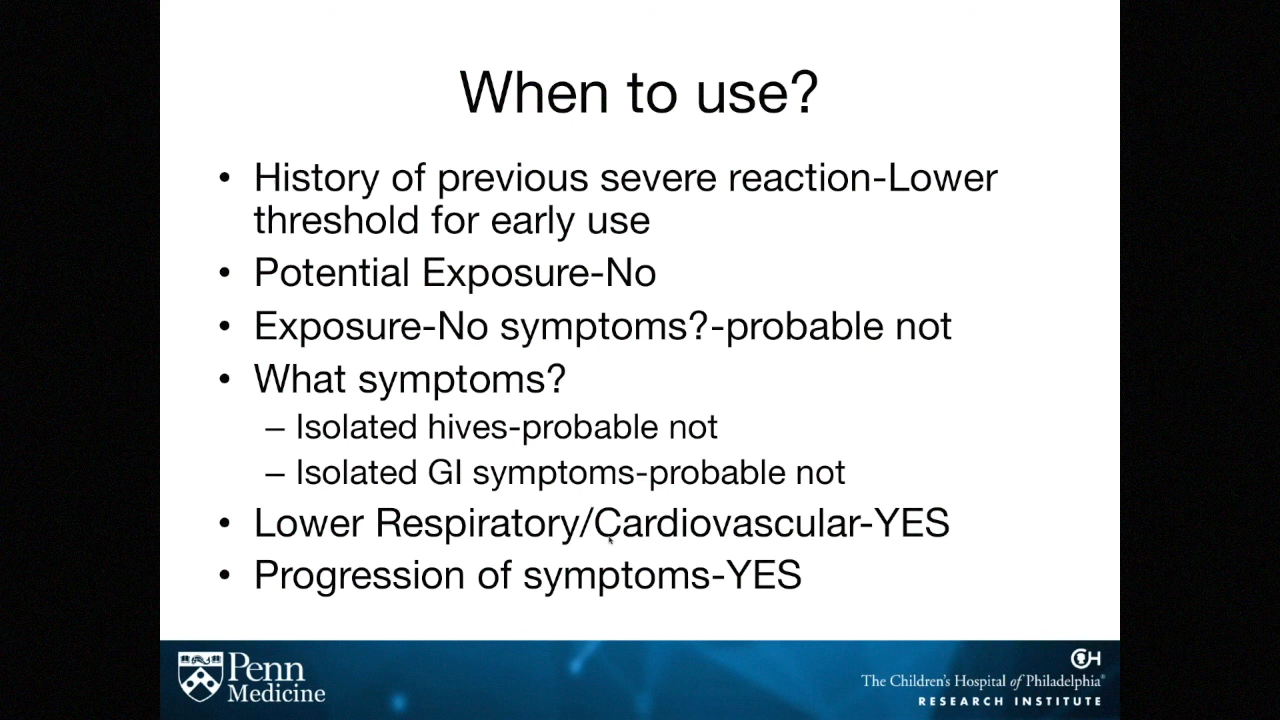 When to use?
• History of previous severe reaction-Lower
threshold for early use
• Potential Exposure-No
• Exposure-No symptoms?-probable not
• What symptoms?
– Isolated hives-probable not
– Isolated GI symptoms-probable not
• Lower Respiratory/Cardiovascular-YES
• Progression of symptoms-YES
Penn
Medicine
The Children's Hospital of Philadelphia®
RESEARCH INSTITUTE